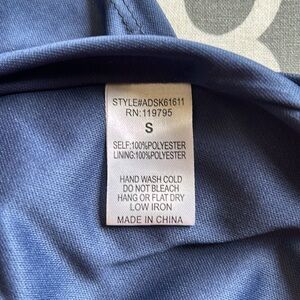 STYLE#ADSK61611
RN:119795
S
SELF:100%POLYESTER
LINING:100%POLYESTER
HAND WASH COLD
DO NOT BLEACH
HANG OR FLAT DRY
LOW IRON
MADE IN CHINA